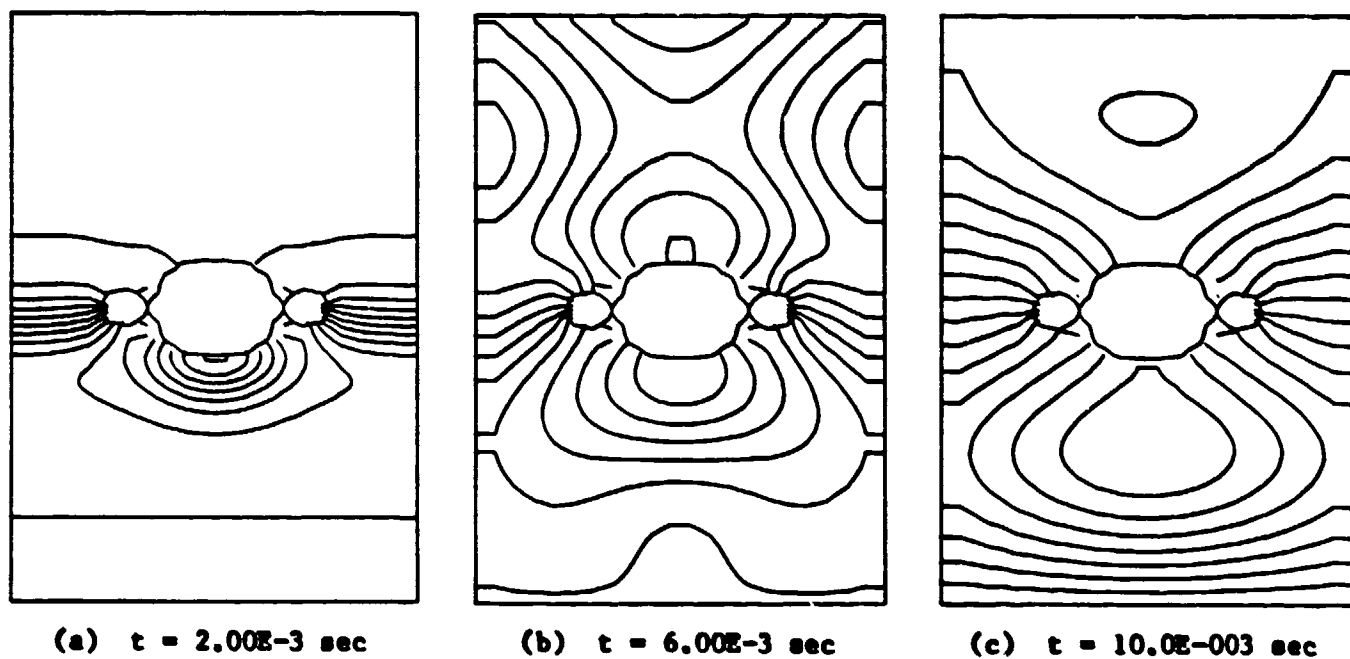 (a) t = 2.00E-3 sec
(b) t = 6.00E-3 sec
(c) t = 10.0E-003 sec